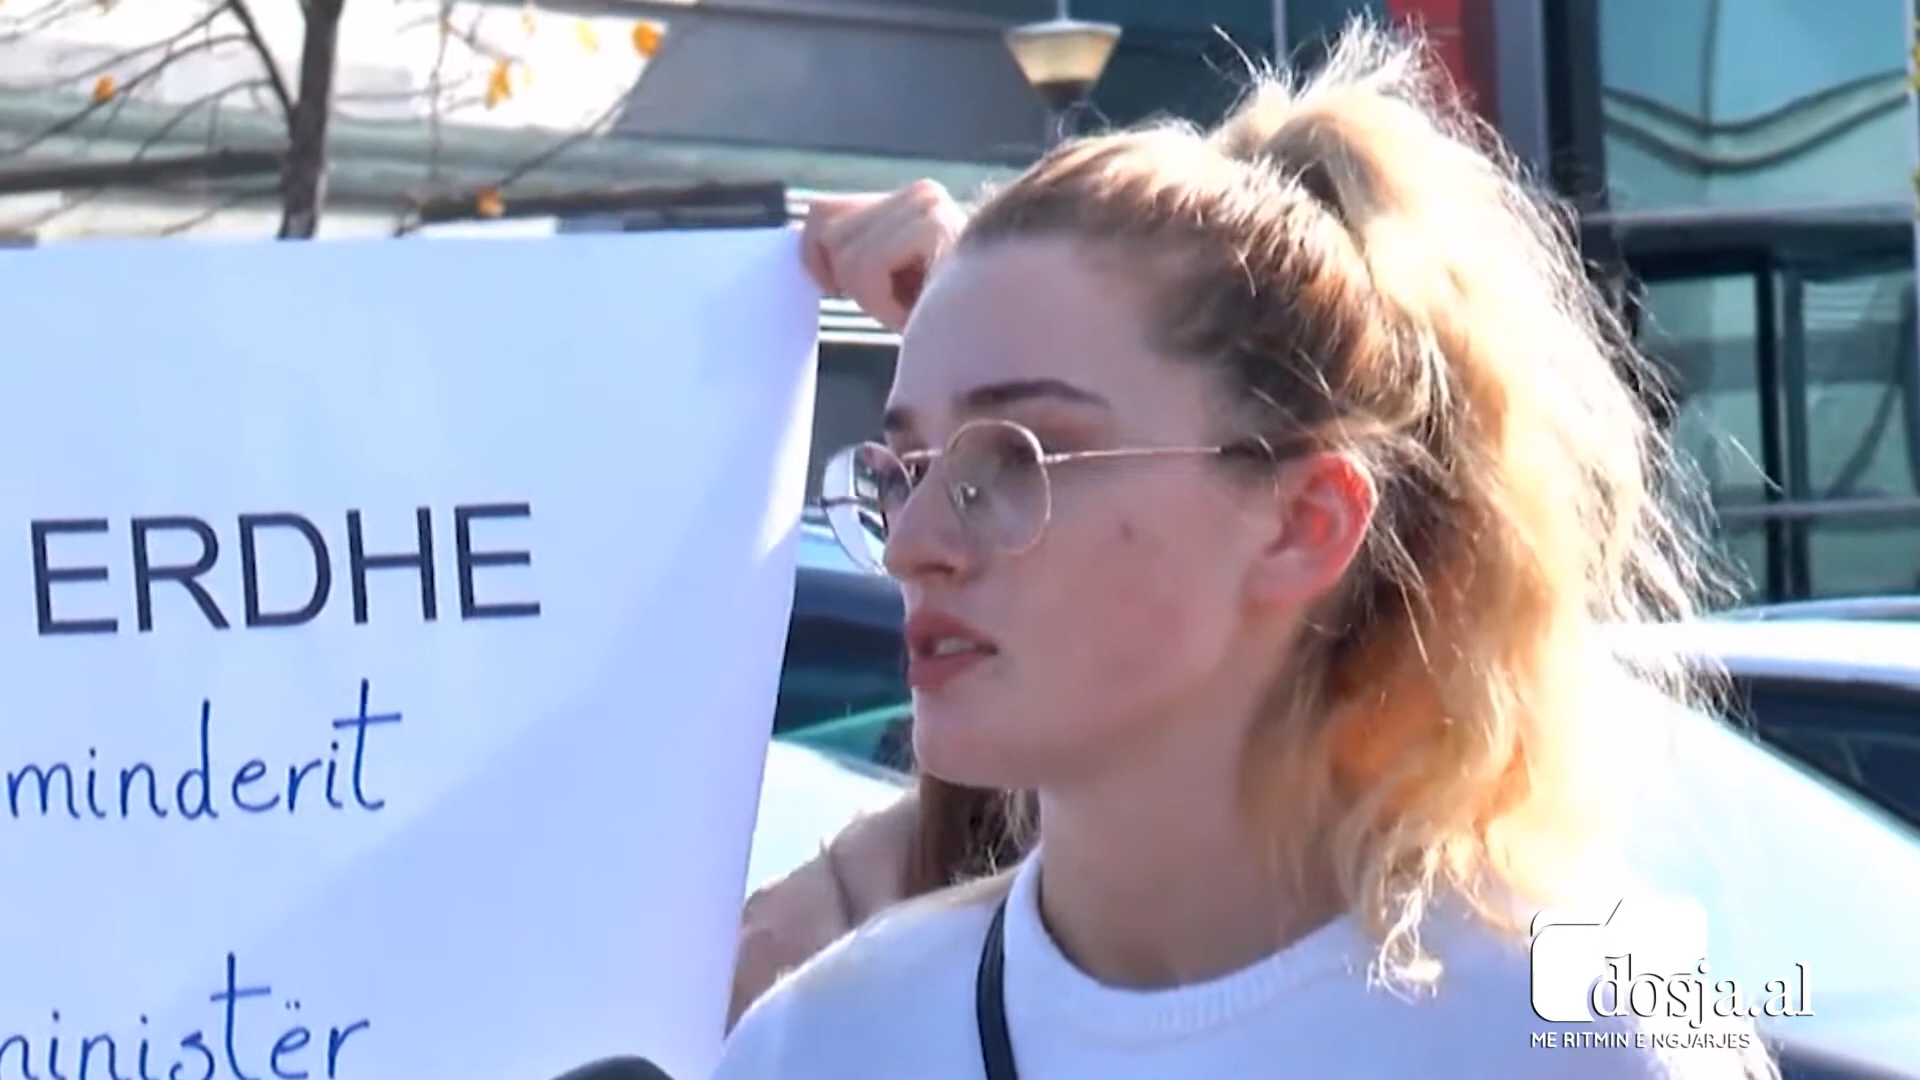 ERDHE
minderit
ministër
dosja.al
ME RITMIN E NGJARJES